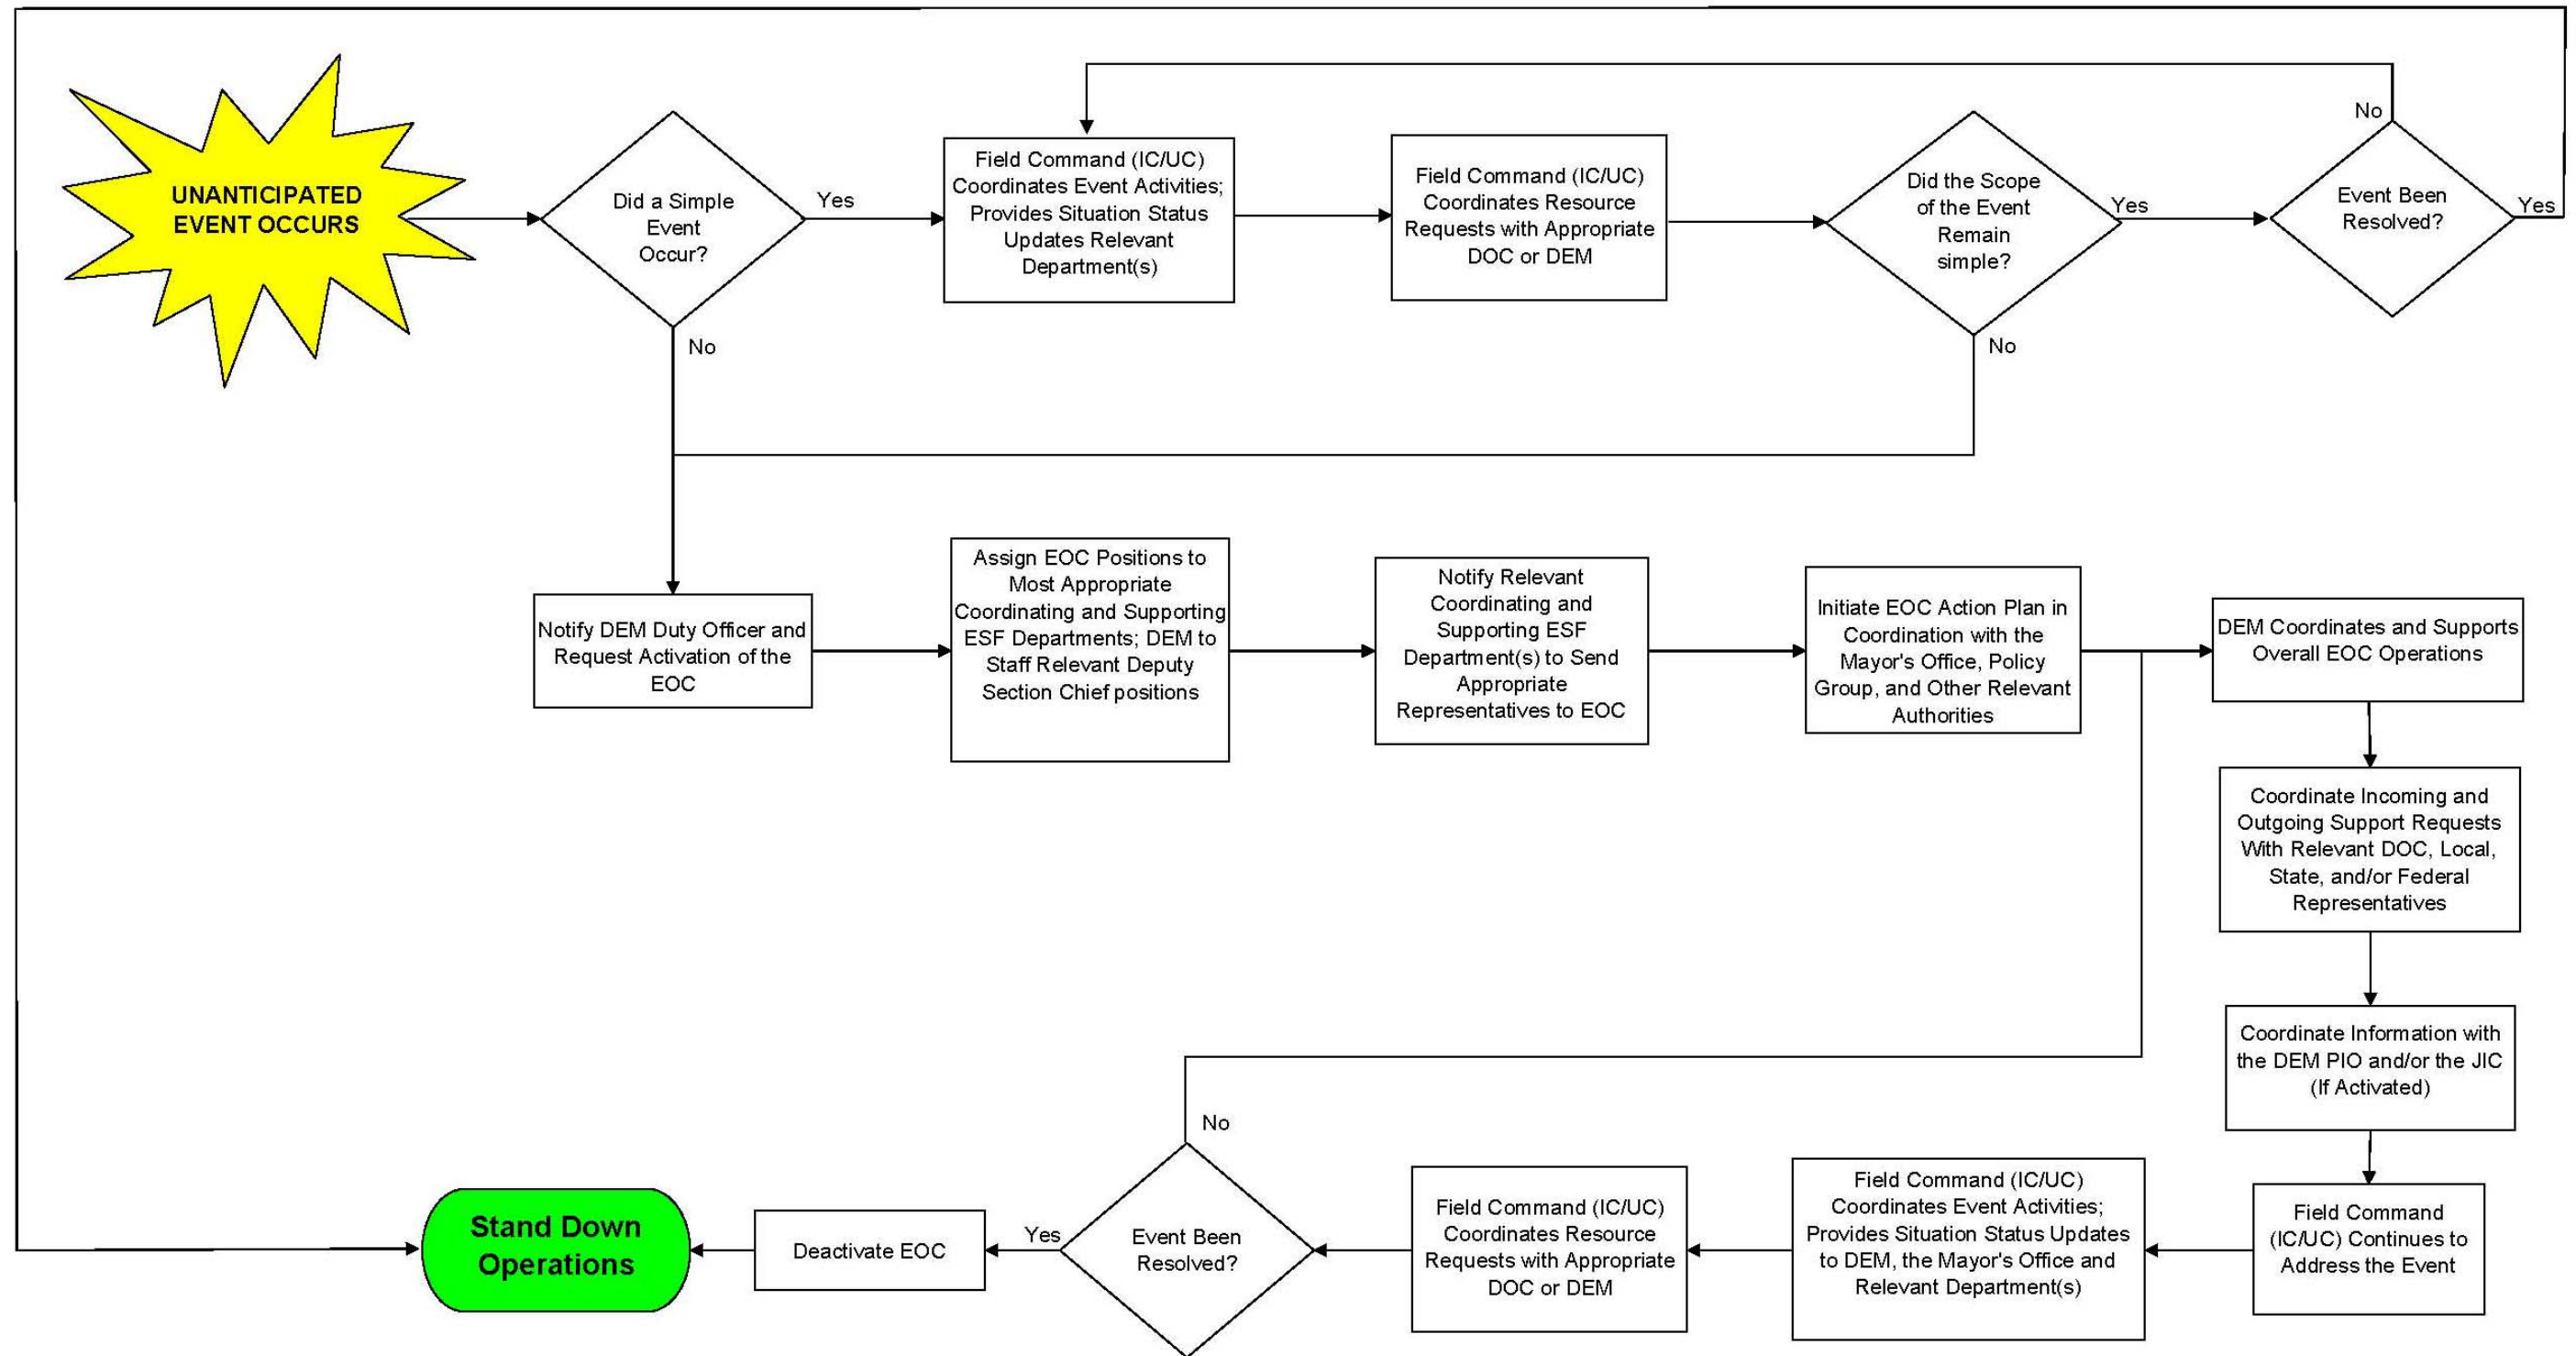 UNANTICIPATED
EVENT OCCURS
Did a Simple
Event
Occur?
Yes
No
Field Command (IC/UC)
Coordinates Event Activities;
Provides Situation Status
Updates Relevant
Department(s)
Field Command (IC/UC)
Coordinates Resource
Requests with Appropriate
DOC or DEM
Did the Scope
of the Event
Remain
simple?
Yes
No
Event Been
Resolved?
No
Yes
Notify DEM Duty Officer and
Request Activation of the
EOC
Assign EOC Positions to
Most Appropriate
Coordinating and Supporting
ESF Departments; DEM to
Staff Relevant Deputy
Section Chief positions
Notify Relevant
Coordinating and
Supporting ESF
Department(s) to Send
Appropriate
Representatives to EOC
Initiate EOC Action Plan in
Coordination with the
Mayor's Office, Policy
Group, and Other Relevant
Authorities
DEM Coordinates and Supports
Overall EOC Operations
Coordinate Incoming and
Outgoing Support Requests
With Relevant DOC, Local,
State, and/or Federal
Representatives
Coordinate Information with
the DEM PIO and/or the JIC
(If Activated)
Field Command
(IC/UC) Continues to
Address the Event
Field Command (IC/UC)
Coordinates Event Activities;
Provides Situation Status Updates
to DEM, the Mayor's Office and
Relevant Department(s)
Field Command (IC/UC)
Coordinates Resource
Requests with Appropriate
DOC or DEM
Event Been
Resolved?
No
Yes
Deactivate EOC
Stand Down
Operations